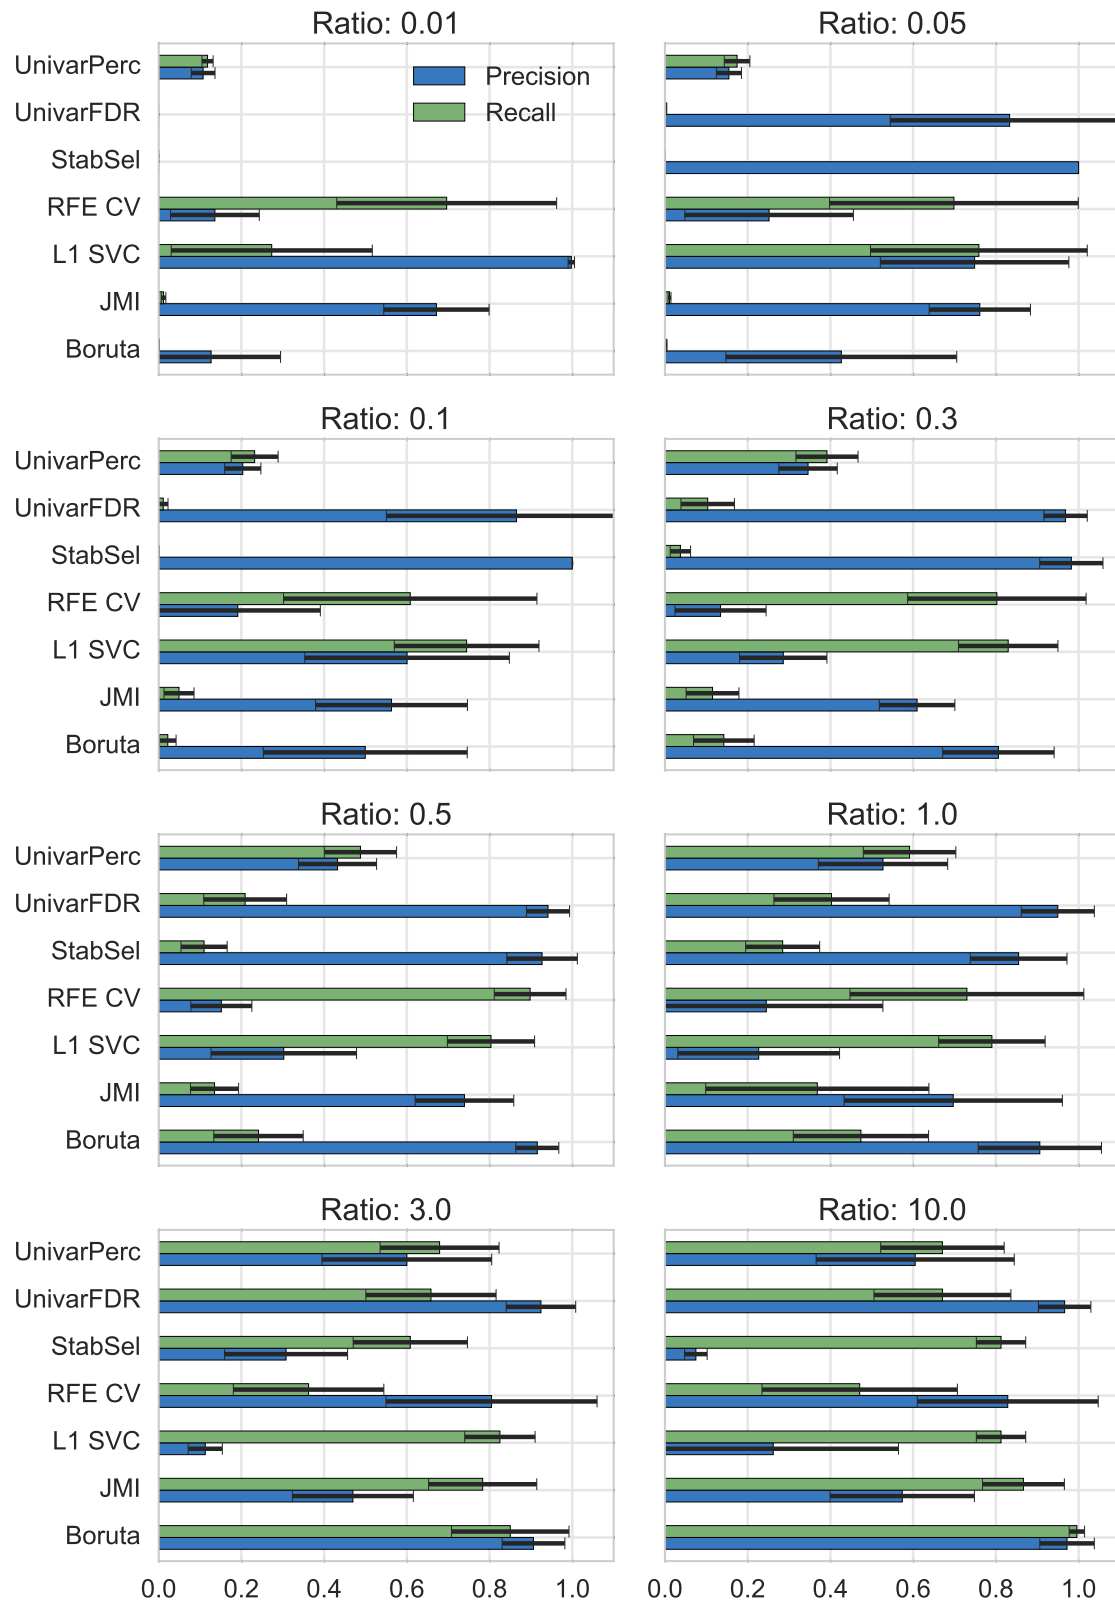 Ratio: 0.01
Ratio: 0.05
UnivarPerc
UnivarFDR
StabSel
RFE CV
L1 SVC
JMI
Boruta
Precision
Recall
Ratio: 0.1
Ratio: 0.3
UnivarPerc
UnivarFDR
StabSel
RFE CV
L1 SVC
JMI
Boruta
Ratio: 0.5
Ratio: 1.0
UnivarPerc
UnivarFDR
StabSel
RFE CV
L1 SVC
JMI
Boruta
Ratio: 3.0
Ratio: 10.0
UnivarPerc
UnivarFDR
StabSel
RFE CV
L1 SVC
JMI
Boruta
0.0 0.2 0.4 0.6 0.8 1.0
0.0 0.2 0.4 0.6 0.8 1.0